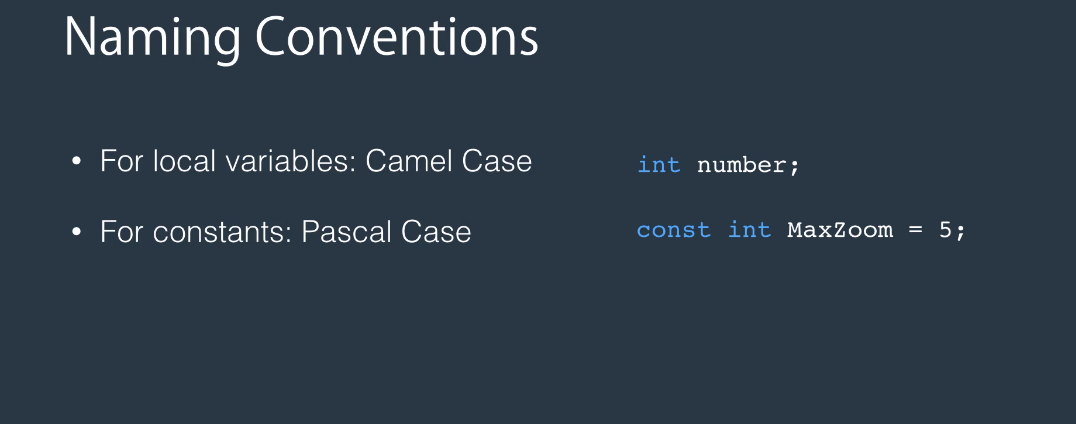 Naming Conventions
• For local variables: Camel Case
int number;
• For constants: Pascal Case
const int MaxZoom = 5;